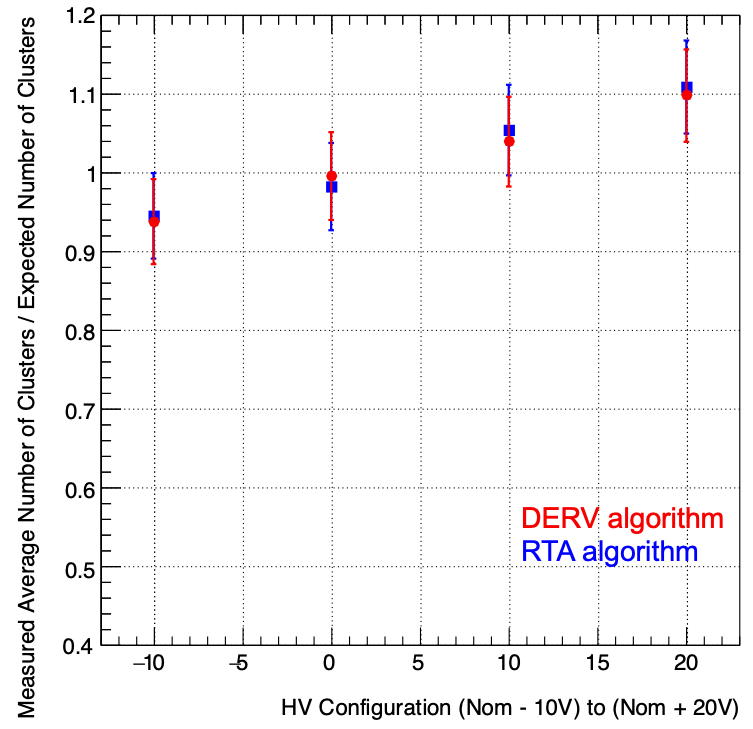 Measured Average Number of Clusters / Expected Number of Clusters
1.2
1.1
1
0.9
0.8
0.7
0.6
0.5
0.4
DERV algorithm
RTA algorithm
−10 −5 0 5 10 15 20
HV Configuration (Nom - 10V) to (Nom + 20V)